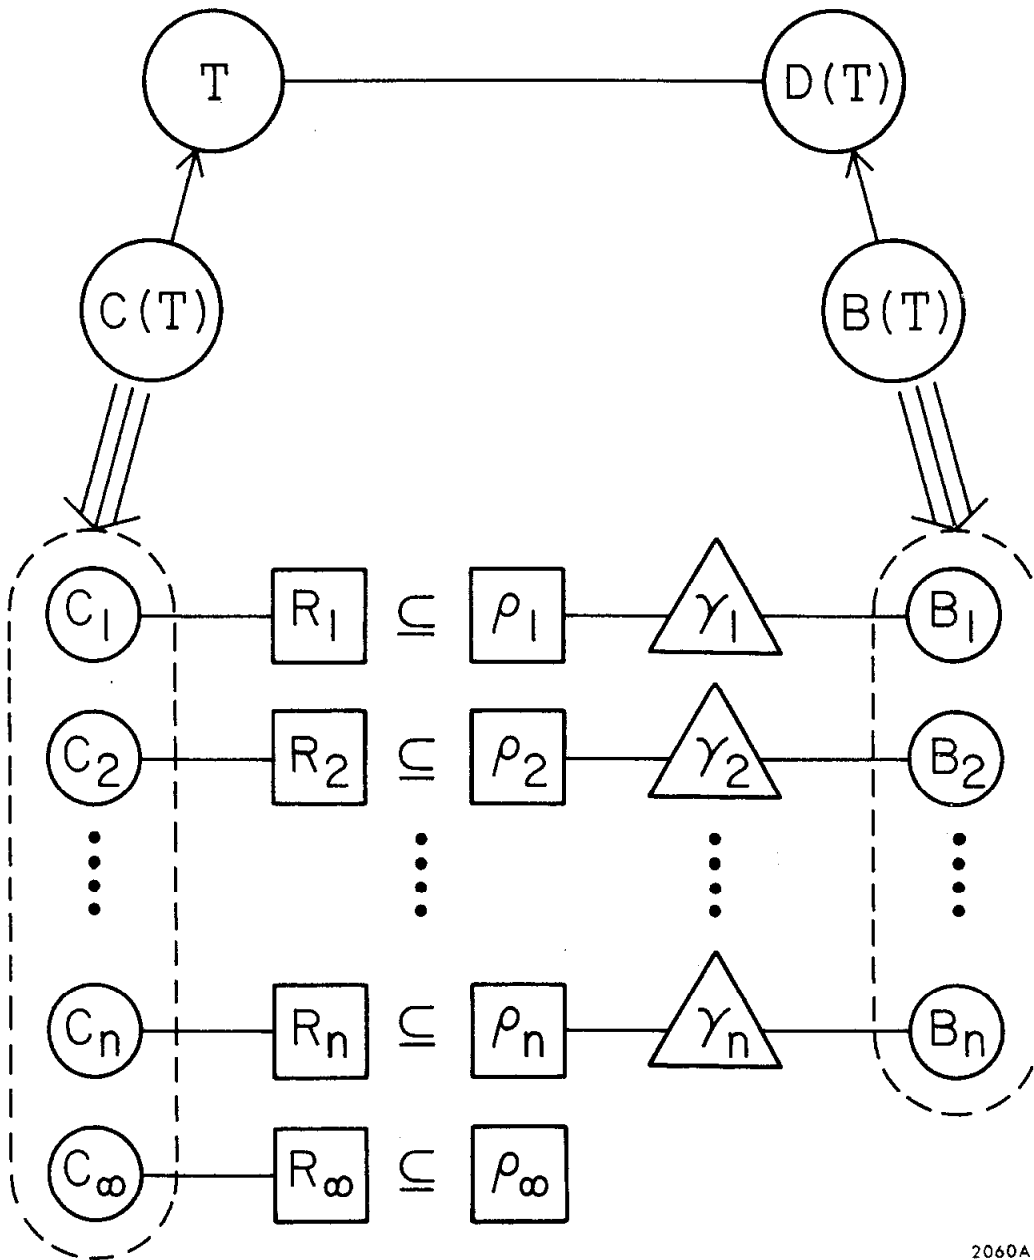 T D(T)
C(T) B(T)
C₁ R₁ ⊆ ρ₁ γ₁ B₁
C₂ R₂ ⊆ ρ₂ γ₂ B₂
Cₙ Rₙ ⊆ ρₙ γₙ Bₙ
C∞ R∞ ⊆ ρ∞
2060A